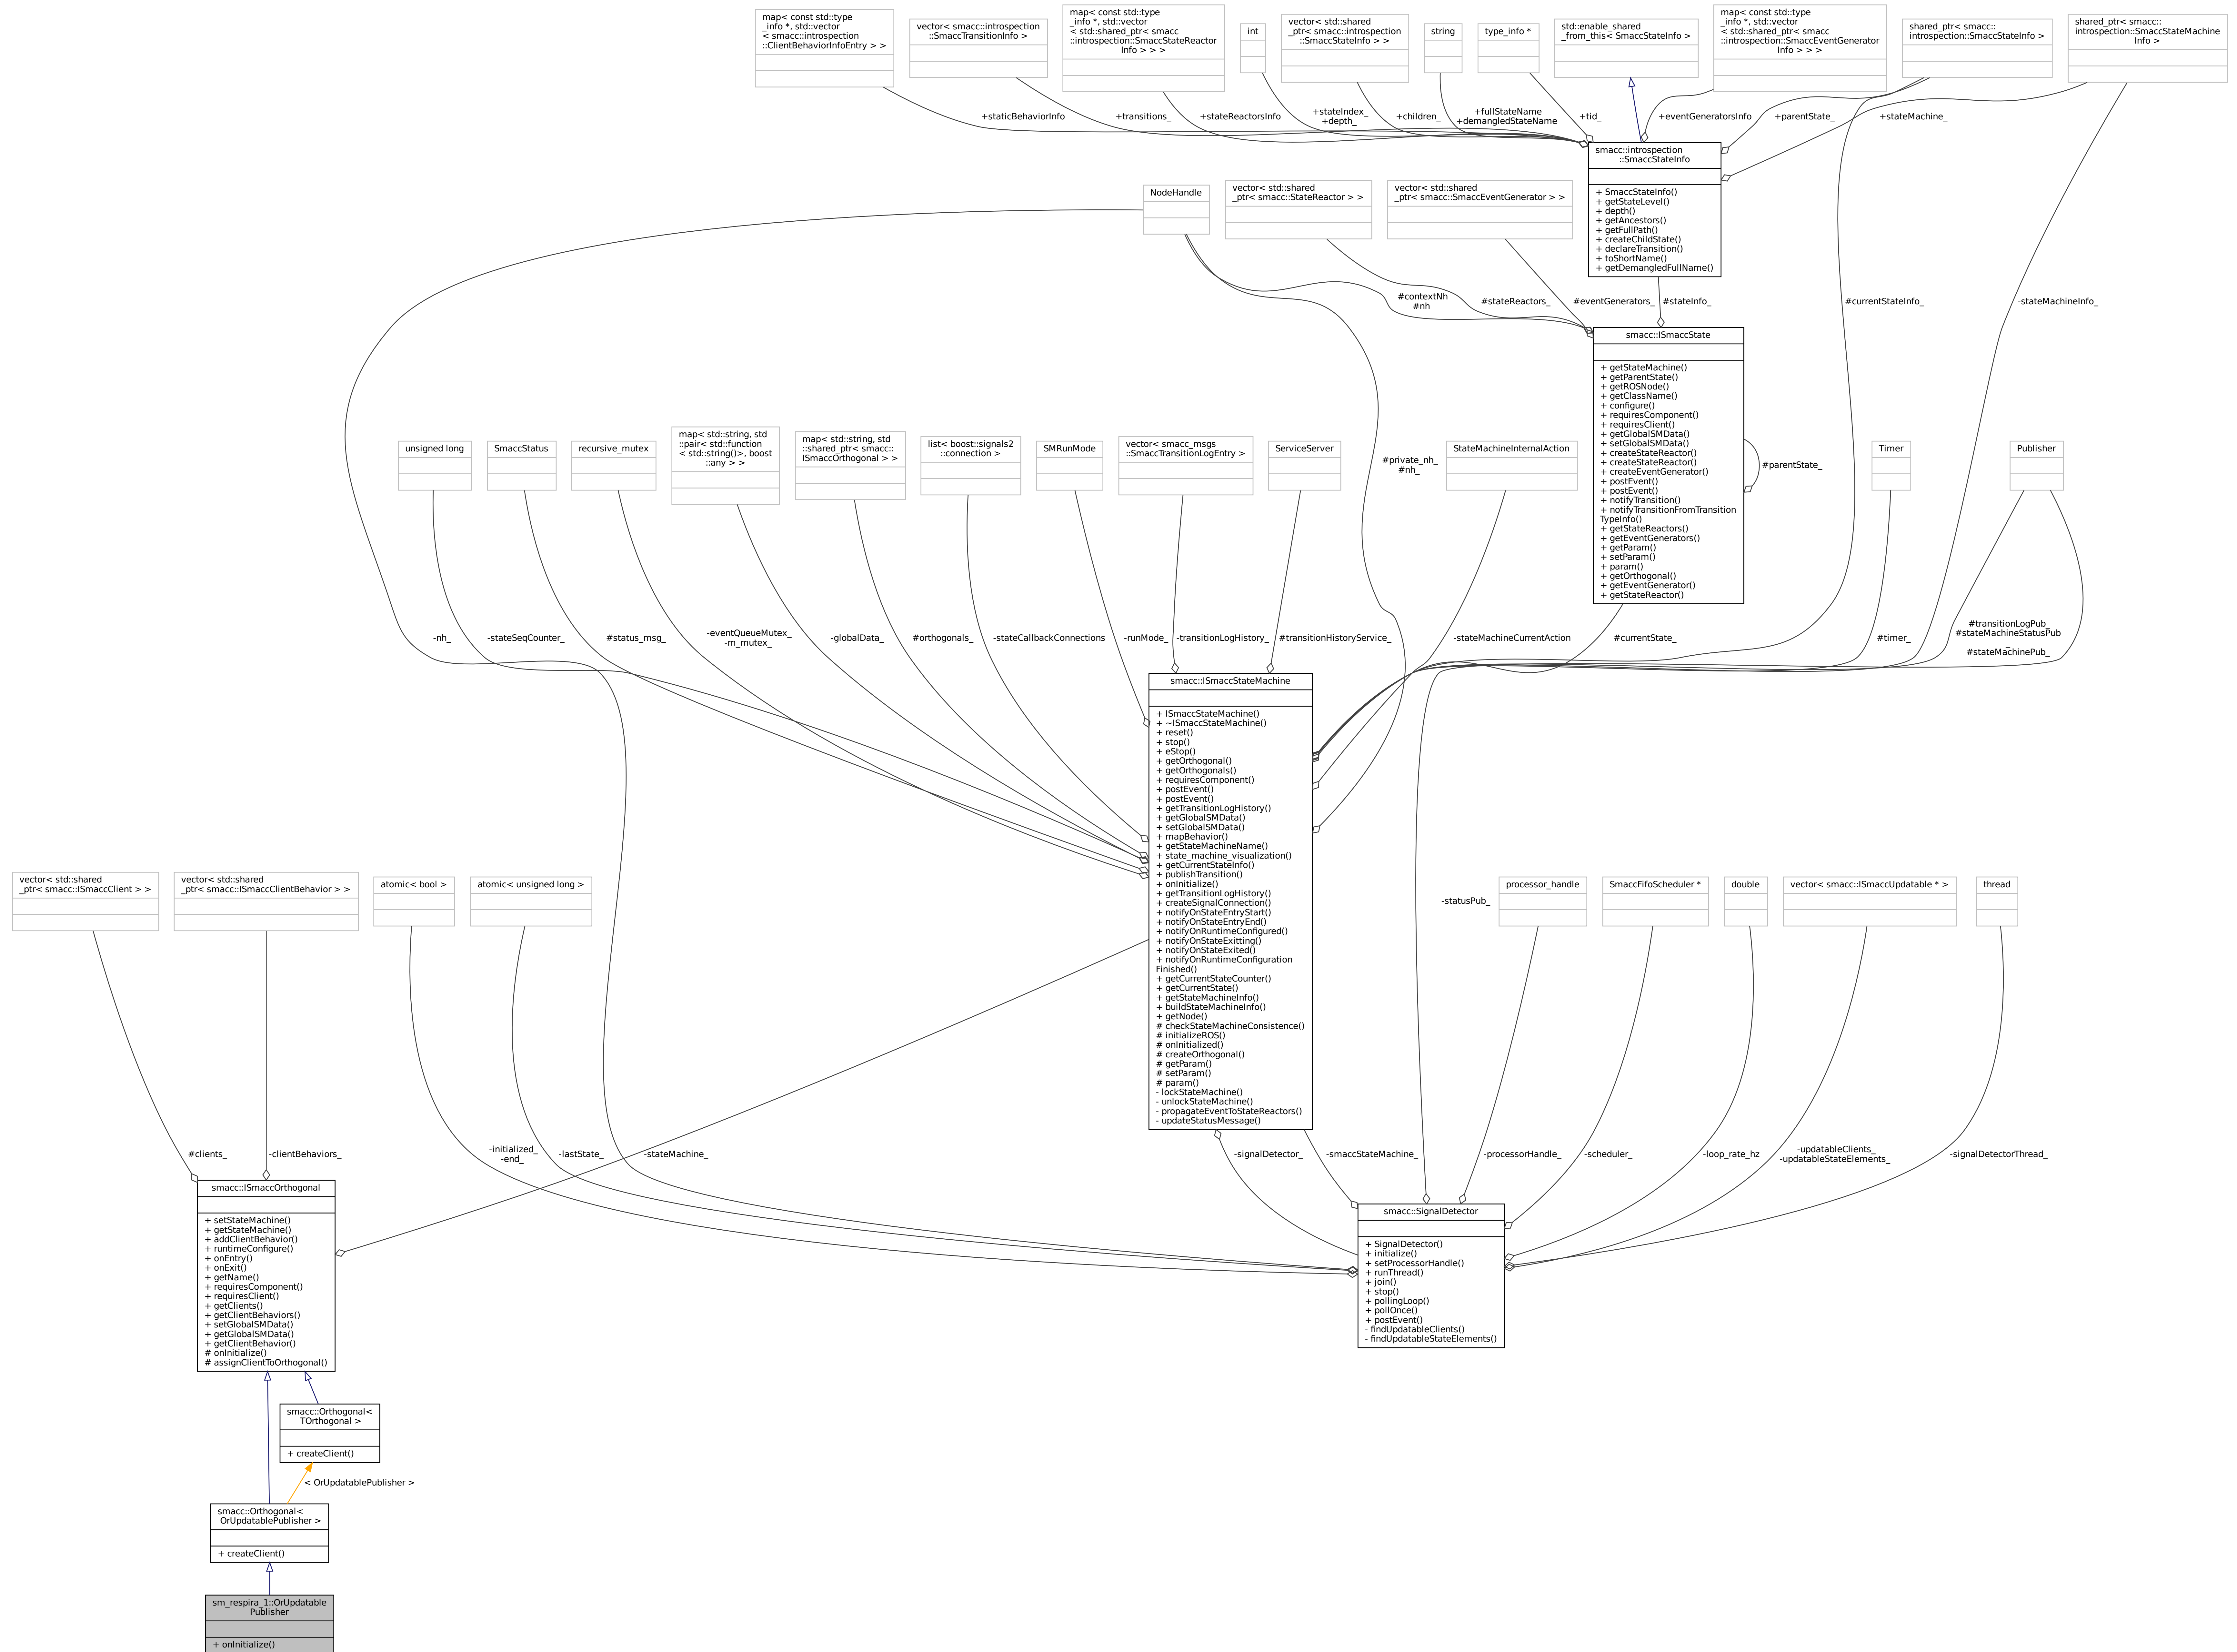 map< const std::type
_info *, std::vector
< smacc::introspection
::ClientBehaviorInfoEntry > >
vector< smacc::introspection
::SmaccTransitionInfo >
map< const std::type
_info *, std::vector
< std::shared_ptr< smacc
::introspection::SmaccStateReactor
Info > > >
int
vector< std::shared
_ptr< smacc::introspection
::SmaccStateInfo > >
string
type_info *
std::enable_shared
_from_this< SmaccStateInfo >
map< const std::type
_info *, std::vector
< std::shared_ptr< smacc
::introspection::SmaccEventGenerator
Info > > >
shared_ptr< smacc::
introspection::SmaccStateInfo >
shared_ptr< smacc::
introspection::SmaccStateMachine
Info >
+staticBehaviorInfo
+transitions_
+stateReactorsInfo
+stateIndex_
+depth_
+children_
+fullStateName
+demangledStateName
+tid_
+eventGeneratorsInfo
+parentState_
+stateMachine_
smacc::introspection
::SmaccStateInfo
+ SmaccStateInfo()
+ getStateLevel()
+ depth()
+ getAncestors()
+ getFullPath()
+ createChildState()
+ declareTransition()
+ toShortName()
+ getDemangledFullName()
NodeHandle
vector< std::shared
_ptr< smacc::StateReactor > >
vector< std::shared
_ptr< smacc::SmaccEventGenerator > >
#contextNh
#nh
#stateReactors_
#eventGenerators_
#stateInfo_
#currentStateInfo_
-stateMachineInfo_
smacc::ISmaccState
+ getStateMachine()
+ getParentState()
+ getROSNode()
+ getClassName()
+ configure()
+ requiresComponent()
+ requiresClient()
+ getGlobalSMData()
+ setGlobalSMData()
+ createStateReactor()
+ createStateReactor()
+ createEventGenerator()
+ postEvent()
+ postEvent()
+ notifyTransition()
+ notifyTransitionFromTransition
TypeInfo()
+ getStateReactors()
+ getEventGenerators()
+ getParam()
+ setParam()
+ param()
+ getOrthogonal()
+ getEventGenerator()
+ getStateReactor()
#parentState_
unsigned long
SmaccStatus
recursive_mutex
map< std::string, std
::pair< std::function
< std::string()>, boost
::any > >
map< std::string, std
::shared_ptr< smacc::
ISmaccOrthogonal > >
list< boost::signals2
::connection >
SMRunMode
vector< smacc_msgs
::SmaccTransitionLogEntry >
ServiceServer
#private_nh_
#nh_
StateMachineInternalAction
Timer
Publisher
-nh_
-stateSeqCounter_
#status_msg_
-eventQueueMutex_
-m_mutex_
-globalData_
#orthogonals_
-stateCallbackConnections
-runMode_
-transitionLogHistory_
#transitionHistoryService_
-stateMachineCurrentAction
#currentState_
#timer_
#transitionLogPub_
#stateMachineStatusPub
_
#stateMachinePub_
smacc::ISmaccStateMachine
+ ISmaccStateMachine()
+ ~ISmaccStateMachine()
+ reset()
+ stop()
+ eStop()
+ getOrthogonal()
+ getOrthogonals()
+ requiresComponent()
+ postEvent()
+ postEvent()
+ getTransitionLogHistory()
+ getGlobalSMData()
+ setGlobalSMData()
+ mapBehavior()
+ getStateMachineName()
+ state_machine_visualization()
+ getCurrentStateInfo()
+ publishTransition()
+ onInitialize()
+ getTransitionLogHistory()
+ createSignalConnection()
+ notifyOnStateEntryStart()
+ notifyOnStateEntryEnd()
+ notifyOnRuntimeConfigured()
+ notifyOnStateExitting()
+ notifyOnStateExited()
+ notifyOnRuntimeConfiguration
Finished()
+ getCurrentStateCounter()
+ getCurrentState()
+ getStateMachineInfo()
+ buildStateMachineInfo()
+ getNode()
# checkStateMachineConsistence()
# initializeROS()
# onInitialized()
# createOrthogonal()
# getParam()
# setParam()
# param()
- lockStateMachine()
- unlockStateMachine()
- propagateEventToStateReactors()
- updateStatusMessage()
vector< std::shared
_ptr< smacc::ISmaccClient > >
vector< std::shared
_ptr< smacc::ISmaccClientBehavior > >
atomic< bool >
atomic< unsigned long >
-statusPub_
processor_handle
SmaccFifoScheduler *
double
vector< smacc::ISmaccUpdatable * >
thread
#clients_
-clientBehaviors_
-initialized_
-end_
-lastState_
-stateMachine_
-signalDetector_
-smaccStateMachine_
-processorHandle_
-scheduler_
-loop_rate_hz
-updatableClients_
-updatableStateElements_
-signalDetectorThread_
smacc::ISmaccOrthogonal
+ setStateMachine()
+ getStateMachine()
+ addClientBehavior()
+ runtimeConfigure()
+ onEntry()
+ onExit()
+ getName()
+ requiresComponent()
+ requiresClient()
+ getClients()
+ getClientBehaviors()
+ setGlobalSMData()
+ getGlobalSMData()
+ getClientBehavior()
# onInitialize()
# assignClientToOrthogonal()
smacc::SignalDetector
+ SignalDetector()
+ initialize()
+ setProcessorHandle()
+ runThread()
+ join()
+ stop()
+ pollingLoop()
+ pollOnce()
+ postEvent()
- findUpdatableClients()
- findUpdatableStateElements()
smacc::Orthogonal<
TOrthogonal >
+ createClient()
< OrUpdatablePublisher >
smacc::Orthogonal<
OrUpdatablePublisher >
+ createClient()
sm_respira_1::OrUpdatable
Publisher
+ onInitialize()